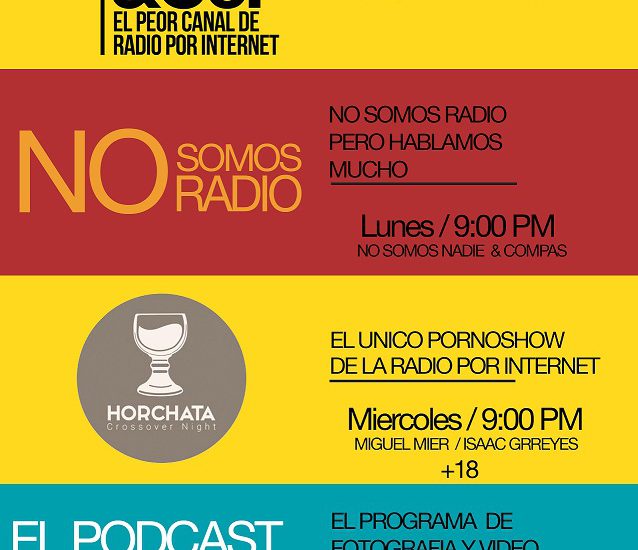 EL PEOR CANAL DE
RADIO POR INTERNET
NO SOMOS
RADIO
NO SOMOS RADIO
PERO HABLAMOS
MUCHO
Lunes / 9:00 PM
NO SOMOS NADIE & COMPAS
HORCHATA
Crossover Night
EL UNICO PORNOSHOW
DE LA RADIO POR INTERNET
Miercoles / 9:00 PM
MIGUEL MIER / ISAAC GRREYES
+18
EL PODCAST
EL PROGRAMA DE
FOTOGRAFIA Y VIDEO